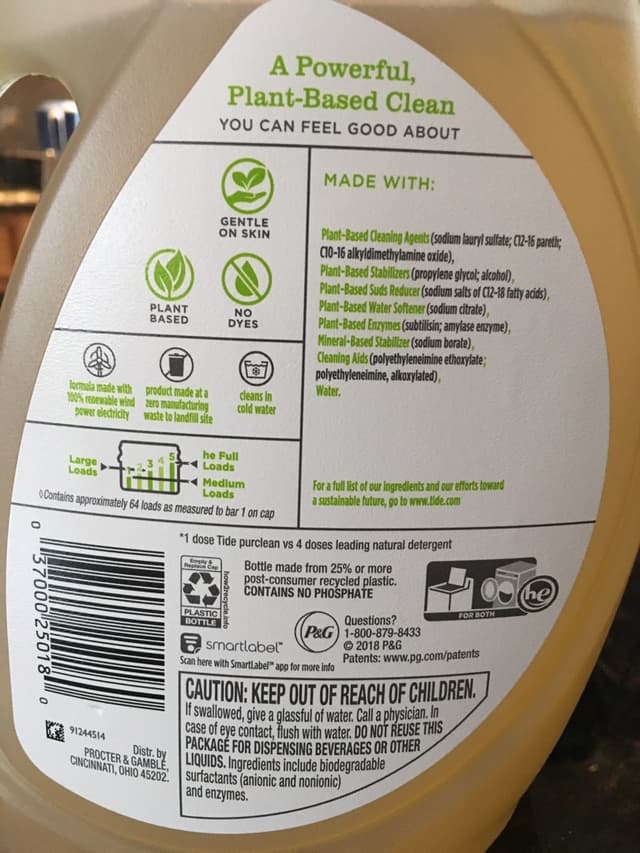 A Powerful,
Plant-Based Clean
YOU CAN FEEL GOOD ABOUT
GENTLE
ON SKIN
PLANT
BASED
NO
DYES
formula made with
100% renewable wind
power electricity
product made at a
zero manufacturing
waste to landfill site
cleans in
cold water
MADE WITH:
Plant-Based Cleaning Agents (sodium lauryl sulfate; C12-16 pareth;
C10-16 alkyldimethylamine oxide),
Plant-Based Stabilizers (propylene glycol; alcohol),
Plant-Based Suds Reducer (sodium salts of C12-18 fatty acids),
Plant-Based Water Softener (sodium citrate),
Plant-Based Enzymes (subtilisin; amylase enzyme),
Mineral-Based Stabilizer (sodium borate),
Cleaning Aids (polyethyleneimine ethoxylate;
polyethyleneimine, alkoxylated),
Water.
For a full list of our ingredients and our efforts toward
a sustainable future, go to www.tide.com
Large
Loads
1 2 3 4 5
he Full
Loads
Medium
Loads
◊Contains approximately 64 loads as measured to bar 1 on cap
*1 dose Tide purclean vs 4 doses leading natural detergent
Empty &
Replace Cap
PLASTIC
BOTTLE
how2recycle.info
Bottle made from 25% or more
post-consumer recycled plastic.
CONTAINS NO PHOSPHATE
he
FOR BOTH
smartlabel™
Scan here with SmartLabel™ app for more info
P&G
Questions?
1-800-879-8433
© 2018 P&G
Patents: www.pg.com/patents
0 37000 25018 0
91244514
Distr. by
PROCTER & GAMBLE,
CINCINNATI, OHIO 45202.
CAUTION: KEEP OUT OF REACH OF CHILDREN.
If swallowed, give a glassful of water. Call a physician. In
case of eye contact, flush with water. DO NOT REUSE THIS
PACKAGE FOR DISPENSING BEVERAGES OR OTHER
LIQUIDS. Ingredients include biodegradable
surfactants (anionic and nonionic)
and enzymes.